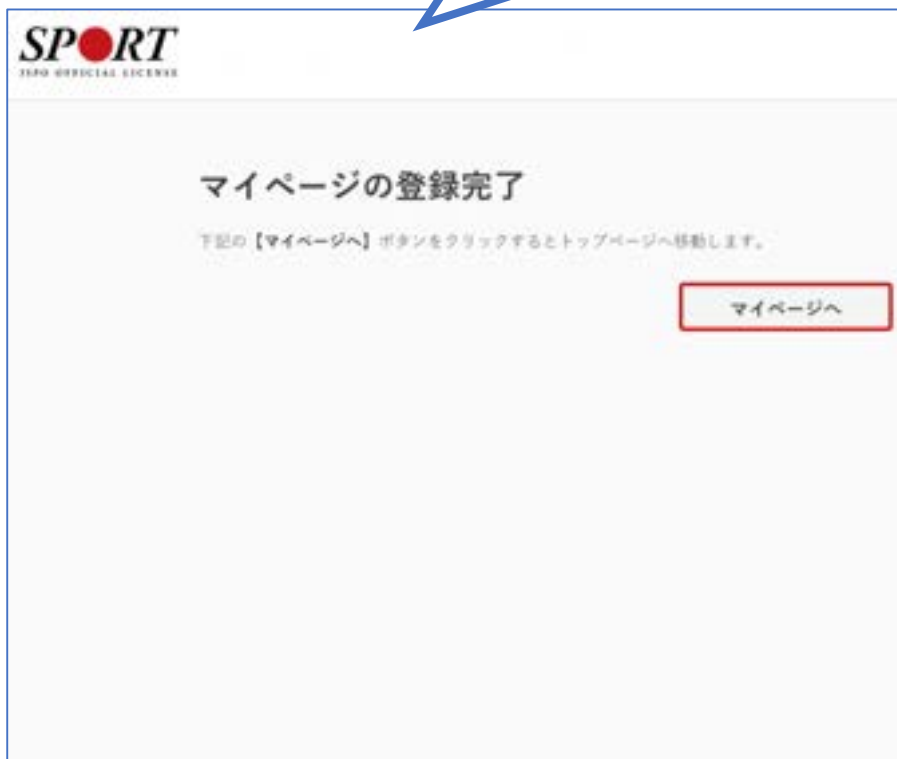 SPORT
JSPO OFFICIAL LICENSE
マイページの登録完了
下記の【マイページへ】ボタンをクリックするとトップページへ移動します。
マイページへ